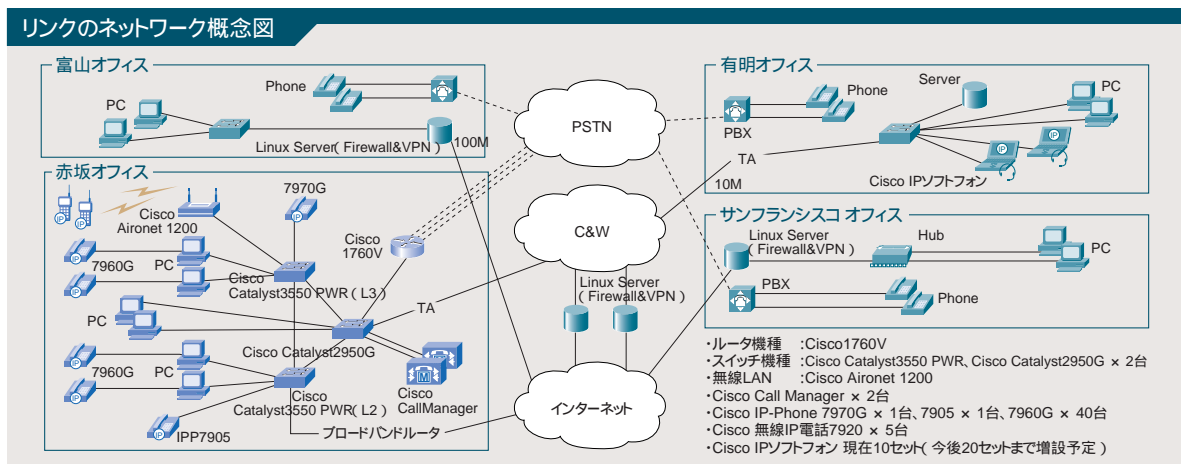 リンクのネットワーク概念図
富山オフィス
Phone
PC
Linux Server( Firewall&VPN )
100M
赤坂オフィス
7970G
IP
Cisco
Aironet 1200
Cisco
1760V
7960G
PC
IP
IP
Cisco
Catalyst3550 PWR( L3 )
TA
PC
Cisco Catalyst2950G
7960G
PC
IP
IP
M
Cisco
CallManager
Cisco
Catalyst3550 PWR( L2 )
IP
IPP7905
ブロードバンドルータ
PSTN
C&W
Linux Server
( Firewall&VPN )
インターネット
有明オフィス
Server
PC
Phone
PBX
TA
10M
IP
IP
Cisco IPソフトフォン
サンフランシスコ オフィス
Linux Server
( Firewall&VPN )
Hub
PC
PBX
Phone
・ルータ機種 :Cisco1760V
・スイッチ機種 :Cisco Catalyst3550 PWR、Cisco Catalyst2950G × 2台
・無線LAN :Cisco Aironet 1200
・Cisco Call Manager × 2台
・Cisco IP-Phone 7970G × 1台、7905 × 1台、7960G × 40台
・Cisco 無線IP電話7920 × 5台
・Cisco IPソフトフォン 現在10セット( 今後20セットまで増設予定 )